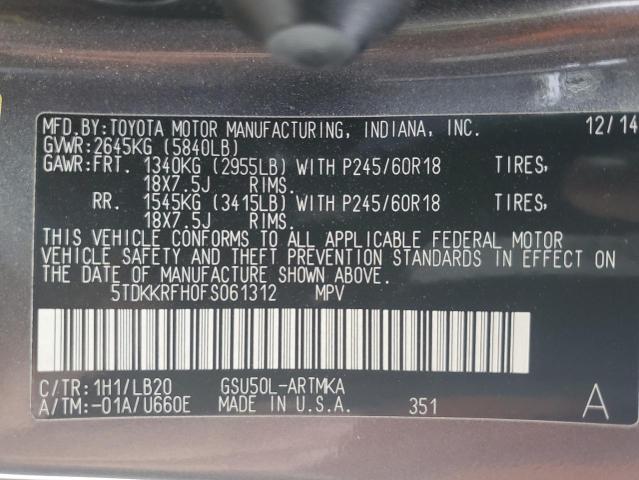 MFD.BY:TOYOTA MOTOR MANUFACTURING, INDIANA, INC. 12/14
GVWR:2645KG (5840LB)
GAWR:FRT. 1340KG (2955LB) WITH P245/60R18 TIRES,
18X7.5J RIMS.
RR. 1545KG (3415LB) WITH P245/60R18 TIRES,
18X7.5J RIMS.
THIS VEHICLE CONFORMS TO ALL APPLICABLE FEDERAL MOTOR
VEHICLE SAFETY AND THEFT PREVENTION STANDARDS IN EFFECT ON
THE DATE OF MANUFACTURE SHOWN ABOVE.
5TDKKRFH0FS061312 MPV
C/TR:1H1/LB20 GSU50L-ARTMKA
A/TM:-01A/U660E MADE IN U.S.A. 351 A